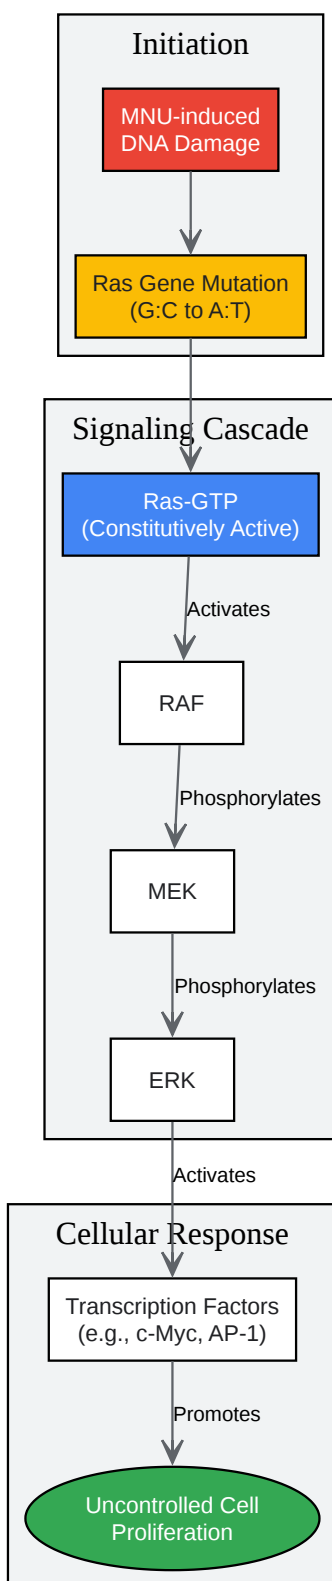 Initiation
MNU-induced
DNA Damage
Ras Gene Mutation
(G:C to A:T)
Signaling Cascade
Ras-GTP
(Constitutively Active)
Activates
RAF
Phosphorylates
MEK
Phosphorylates
ERK
Activates
Cellular Response
Transcription Factors
(e.g., c-Myc, AP-1)
Promotes
Uncontrolled Cell
Proliferation